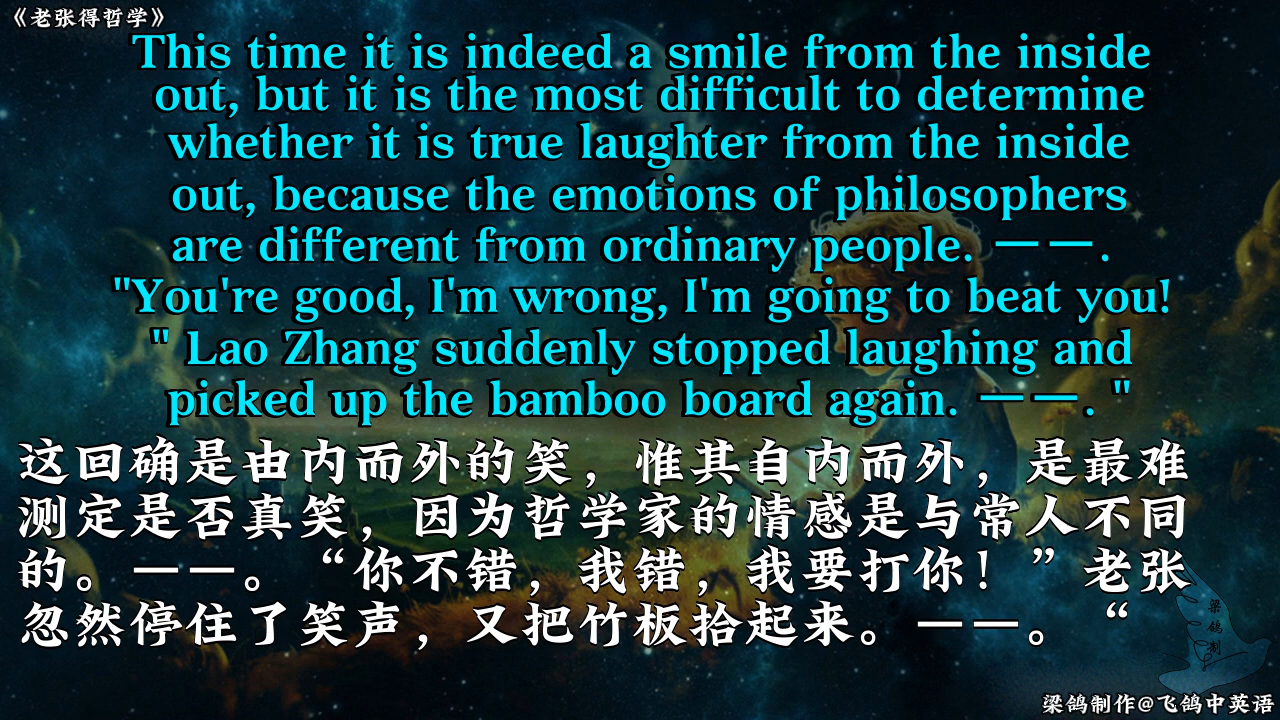 《老张得哲学》
This time it is indeed a smile from the inside
out, but it is the most difficult to determine
whether it is true laughter from the inside
out, because the emotions of philosophers
are different from ordinary people. ——.
"You're good, I'm wrong, I'm going to beat you!
" Lao Zhang suddenly stopped laughing and
picked up the bamboo board again. ——. "
这回确是由内而外的笑，惟其自内而外，是最难
测定是否真笑，因为哲学家的情感是与常人不同
的。——。“你不错，我错，我要打你！”老张
忽然停住了笑声，又把竹板拾起来。——。“
梁鸽制
梁鸽制作@飞鸽中英语